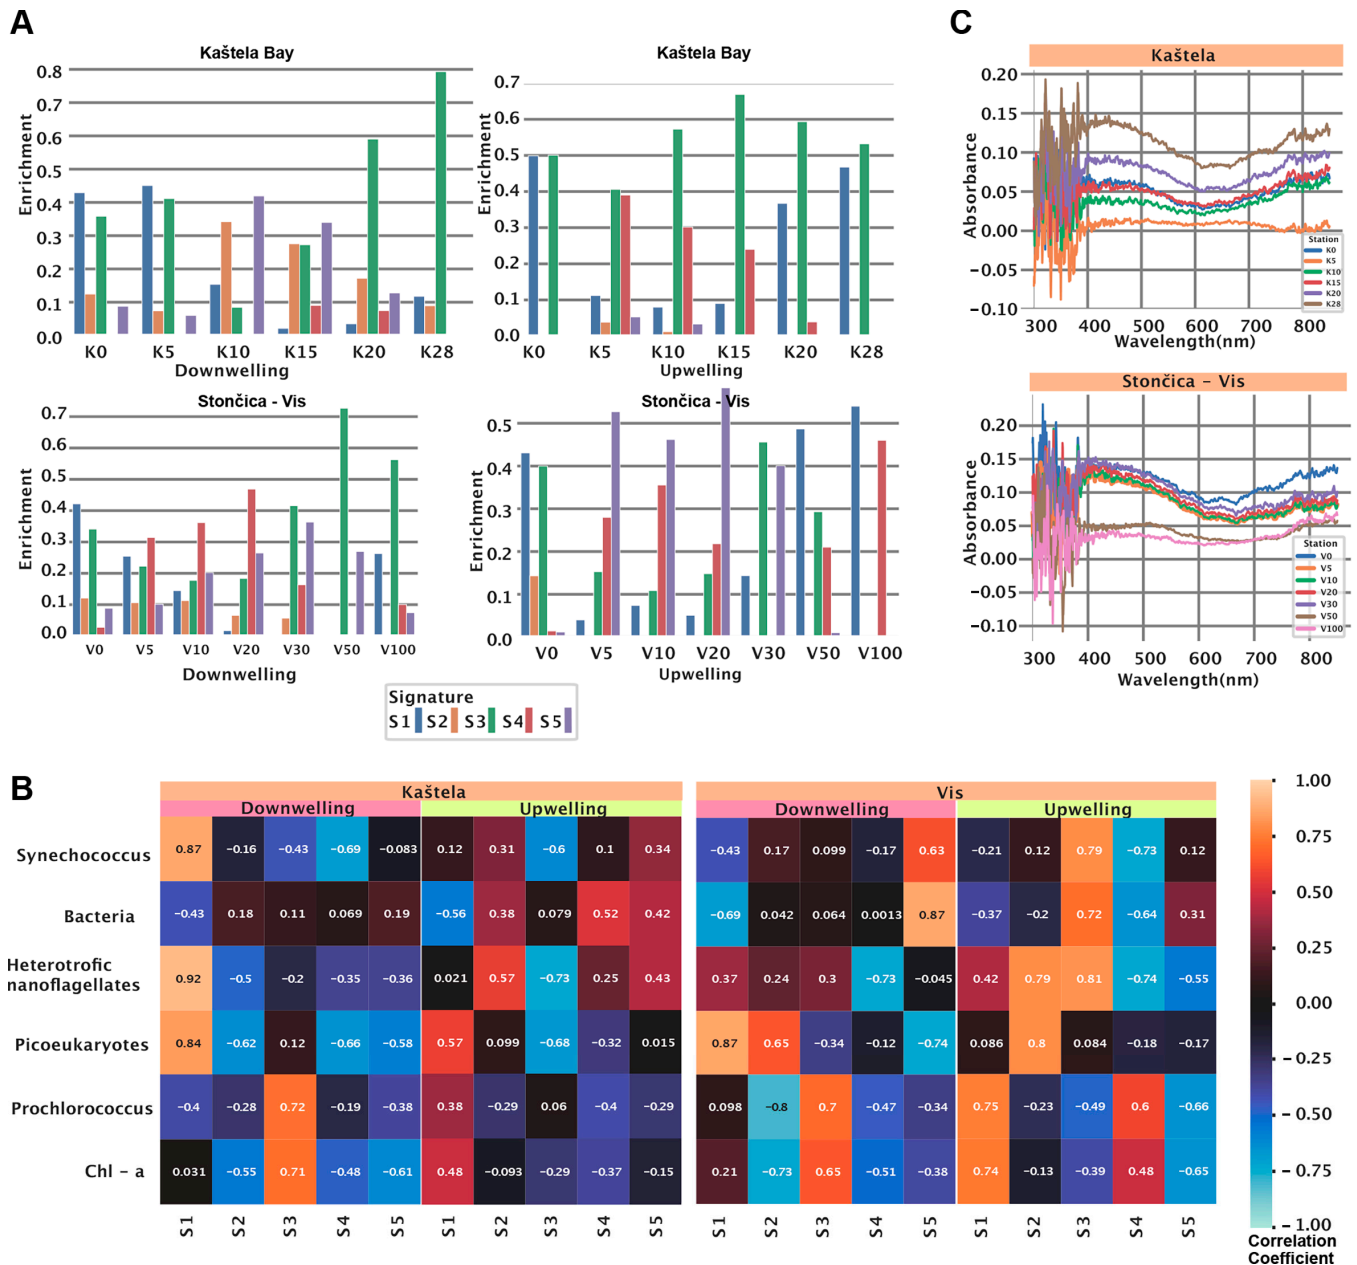 A
Kaštela Bay
Enrichment
0.8
0.7
0.6
0.5
0.4
0.3
0.2
0.1
0.0
K0 K5 K10 K15 K20 K28
Downwelling
Kaštela Bay
Enrichment
0.7
0.6
0.5
0.4
0.3
0.2
0.1
0.0
K0 K5 K10 K15 K20 K28
Upwelling
Stončica - Vis
Enrichment
0.7
0.6
0.5
0.4
0.3
0.2
0.1
0.0
V0 V5 V10 V20 V30 V50 V100
Downwelling
Stončica - Vis
Enrichment
0.5
0.4
0.3
0.2
0.1
0.0
V0 V5 V10 V20 V30 V50 V100
Upwelling
Signature
S1 S2 S3 S4 S5
C
Kaštela
Absorbance
0.20
0.15
0.10
0.05
0.00
−0.05
−0.10
300 400 500 600 700 800
Wavelength(nm)
Station
K0
K5
K10
K15
K20
K28
Stončica – Vis
Absorbance
0.20
0.15
0.10
0.05
0.00
−0.05
−0.10
300 400 500 600 700 800
Wavelength(nm)
Station
V0
V5
V10
V20
V30
V50
V100
B
Kaštela Vis
Downwelling Upwelling Downwelling Upwelling
Synechococcus 0.87 −0.16 −0.43 −0.69 −0.083 0.12 0.31 −0.6 0.1 0.34 −0.43 0.17 0.099 −0.17 0.63 −0.21 0.12 0.79 −0.73 0.12
Bacteria −0.43 0.18 0.11 0.069 0.19 −0.56 0.38 0.079 0.52 0.42 −0.69 0.042 0.064 0.0013 0.87 −0.37 −0.2 0.72 −0.64 0.31
Heterotrofic
nanoflagellates 0.92 −0.5 −0.2 −0.35 −0.36 0.021 0.57 −0.73 0.25 0.43 0.37 0.24 0.3 −0.73 −0.045 0.42 0.79 0.81 −0.74 −0.55
Picoeukaryotes 0.84 −0.62 0.12 −0.66 −0.58 0.57 0.099 −0.68 −0.32 0.015 0.87 0.65 −0.34 −0.12 −0.74 0.086 0.8 0.084 −0.18 −0.17
Prochlorococcus −0.4 −0.28 0.72 −0.19 −0.38 0.38 −0.29 0.06 −0.4 −0.29 0.098 −0.8 0.7 −0.47 −0.34 0.75 −0.23 −0.49 0.6 −0.66
Chl – a 0.031 −0.55 0.71 −0.48 −0.61 0.48 −0.093 −0.29 −0.37 −0.15 0.21 −0.73 0.65 −0.51 −0.38 0.74 −0.13 −0.39 0.48 −0.65
S1 S2 S3 S4 S5 S1 S2 S3 S4 S5 S1 S2 S3 S4 S5 S1 S2 S3 S4 S5
1.00
0.75
0.50
0.25
0.00
−0.25
−0.50
−0.75
−1.00
Correlation
Coefficient